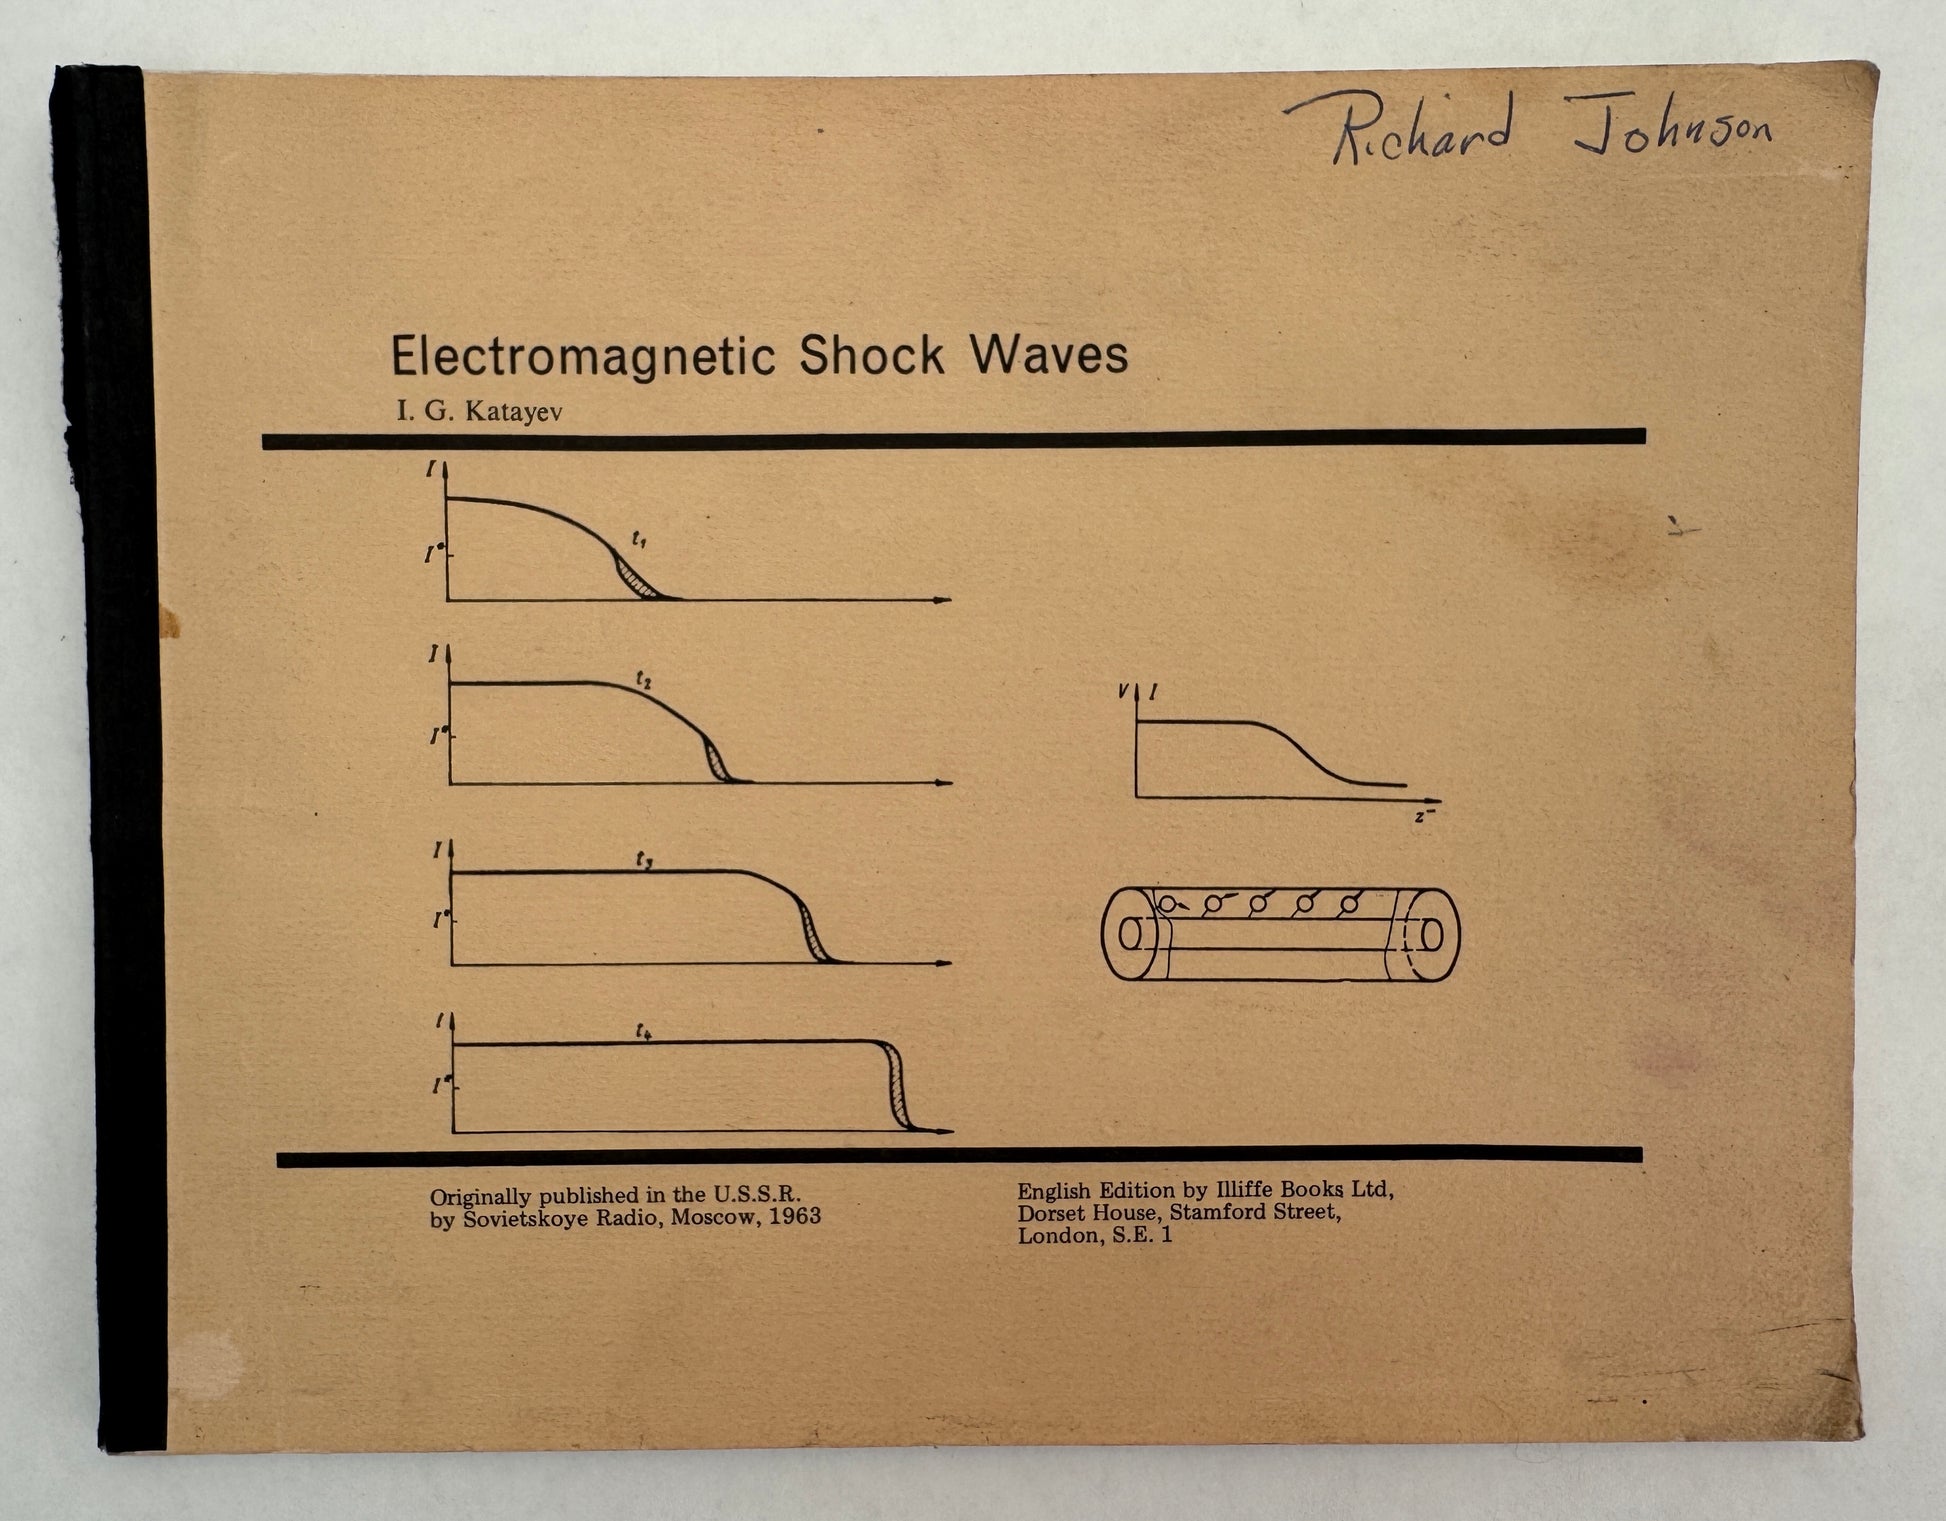 Richard Johnson
Electromagnetic Shock Waves
I. G. Katayev
I
t₁
I*
I
t₂
I*
V I
z
I
t₃
I*
I
t₄
I*
Originally published in the U.S.S.R.
by Sovietskoye Radio, Moscow, 1963
English Edition by Illiffe Books Ltd,
Dorset House, Stamford Street,
London, S.E. 1